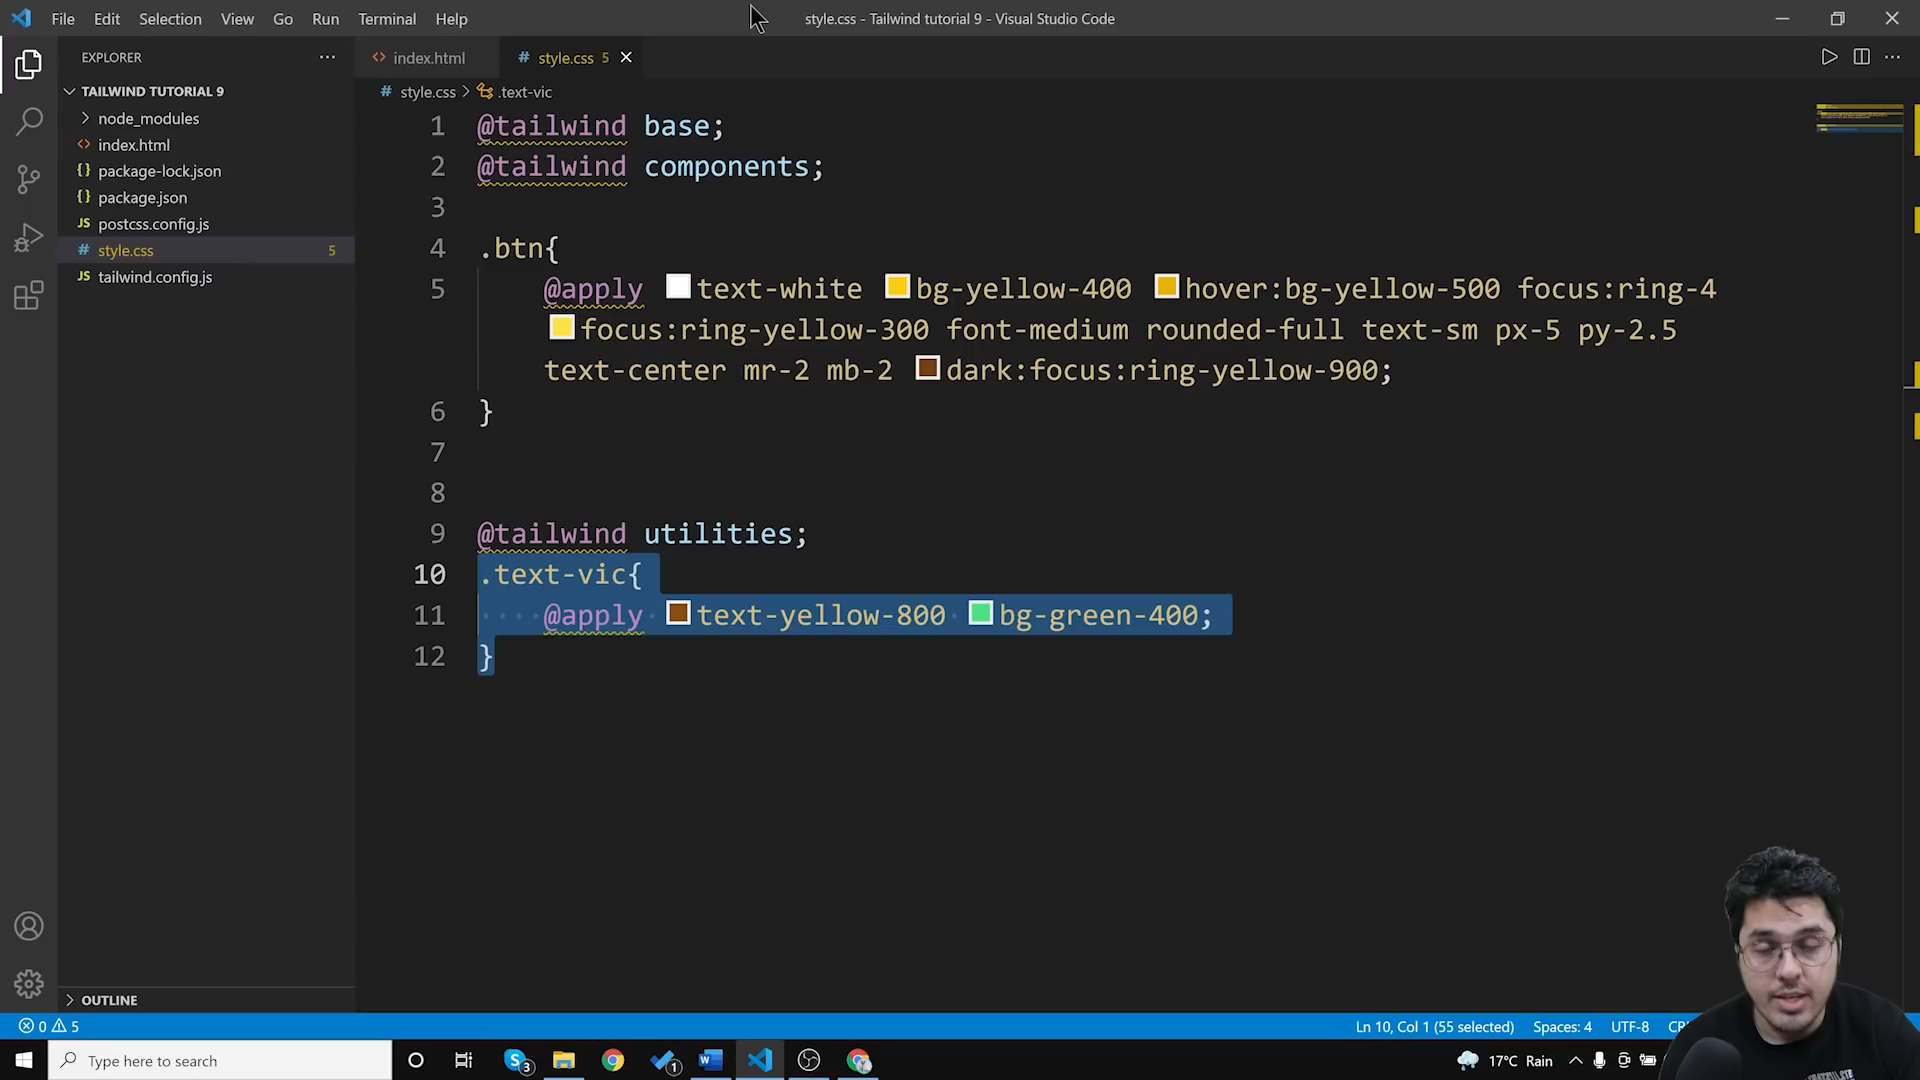 File Edit Selection View Go Run Terminal Help
style.css - Tailwind tutorial 9 - Visual Studio Code
EXPLORER
TAILWIND TUTORIAL 9
node_modules
index.html
package-lock.json
package.json
JS postcss.config.js
# style.css 5
JS tailwind.config.js
OUTLINE
index.html
# style.css 5
# style.css > .text-vic
1 @tailwind base;
2 @tailwind components;
3
4 .btn{
5 @apply text-white bg-yellow-400 hover:bg-yellow-500 focus:ring-4
focus:ring-yellow-300 font-medium rounded-full text-sm px-5 py-2.5
text-center mr-2 mb-2 dark:focus:ring-yellow-900;
6 }
7
8
9 @tailwind utilities;
10 .text-vic{
11 @apply text-yellow-800 bg-green-400;
12 }
0 5
Ln 10, Col 1 (55 selected) Spaces: 4 UTF-8
Type here to search
3
1
17°C Rain